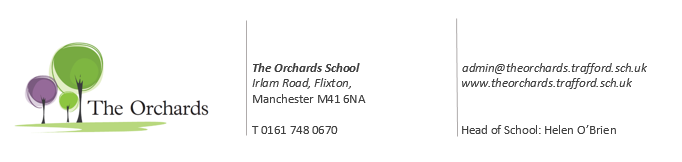 The Orchards
The Orchards School
Irlam Road, Flixton,
Manchester M41 6NA
T 0161 748 0670
admin@theorchards.trafford.sch.uk
www.theorchards.trafford.sch.uk
Head of School: Helen O’Brien